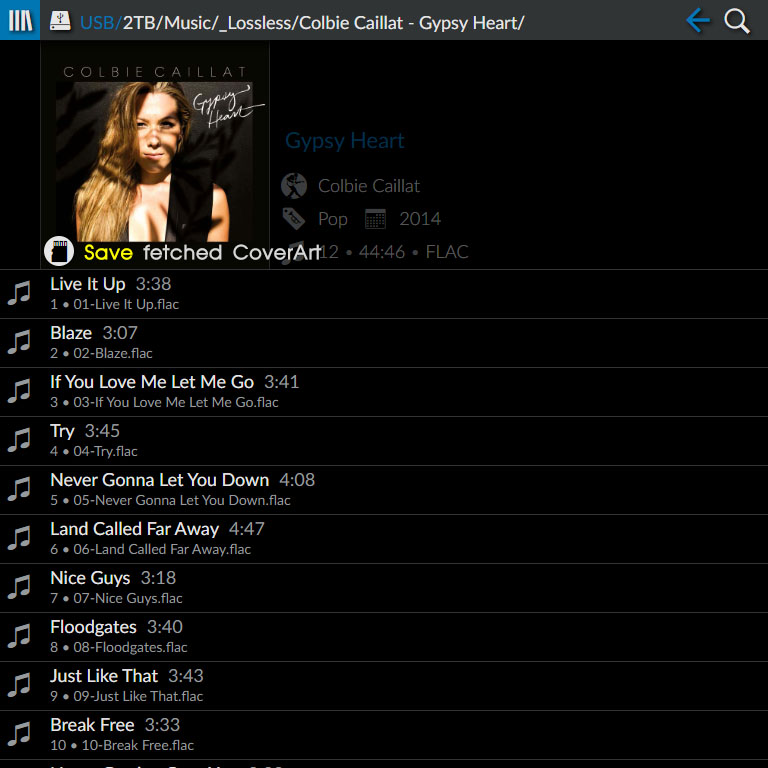 USB/2TB/Music/_Lossless/Colbie Caillat - Gypsy Heart/
COLBIE CAILLAT
Gypsy
Heart
Gypsy Heart
Colbie Caillat
Pop 2014
12 • 44:46 • FLAC
Save fetched CoverArt
Live It Up 3:38
1 • 01-Live It Up.flac
Blaze 3:07
2 • 02-Blaze.flac
If You Love Me Let Me Go 3:41
3 • 03-If You Love Me Let Me Go.flac
Try 3:45
4 • 04-Try.flac
Never Gonna Let You Down 4:08
5 • 05-Never Gonna Let You Down.flac
Land Called Far Away 4:47
6 • 06-Land Called Far Away.flac
Nice Guys 3:18
7 • 07-Nice Guys.flac
Floodgates 3:40
8 • 08-Floodgates.flac
Just Like That 3:43
9 • 09-Just Like That.flac
Break Free 3:33
10 • 10-Break Free.flac